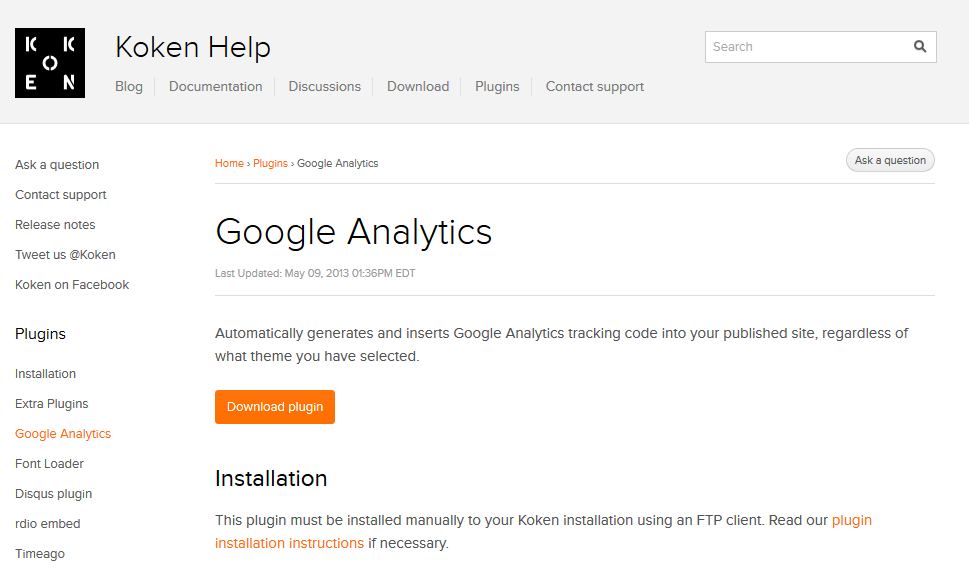 K K
O
E N
Koken Help
Search
Blog
Documentation
Discussions
Download
Plugins
Contact support
Ask a question
Contact support
Release notes
Tweet us @Koken
Koken on Facebook
Plugins
Installation
Extra Plugins
Google Analytics
Font Loader
Disqus plugin
rdio embed
Timeago
Home › Plugins › Google Analytics
Ask a question
Google Analytics
Last Updated: May 09, 2013 01:36PM EDT
Automatically generates and inserts Google Analytics tracking code into your published site, regardless of
what theme you have selected.
Download plugin
Installation
This plugin must be installed manually to your Koken installation using an FTP client. Read our plugin
installation instructions if necessary.